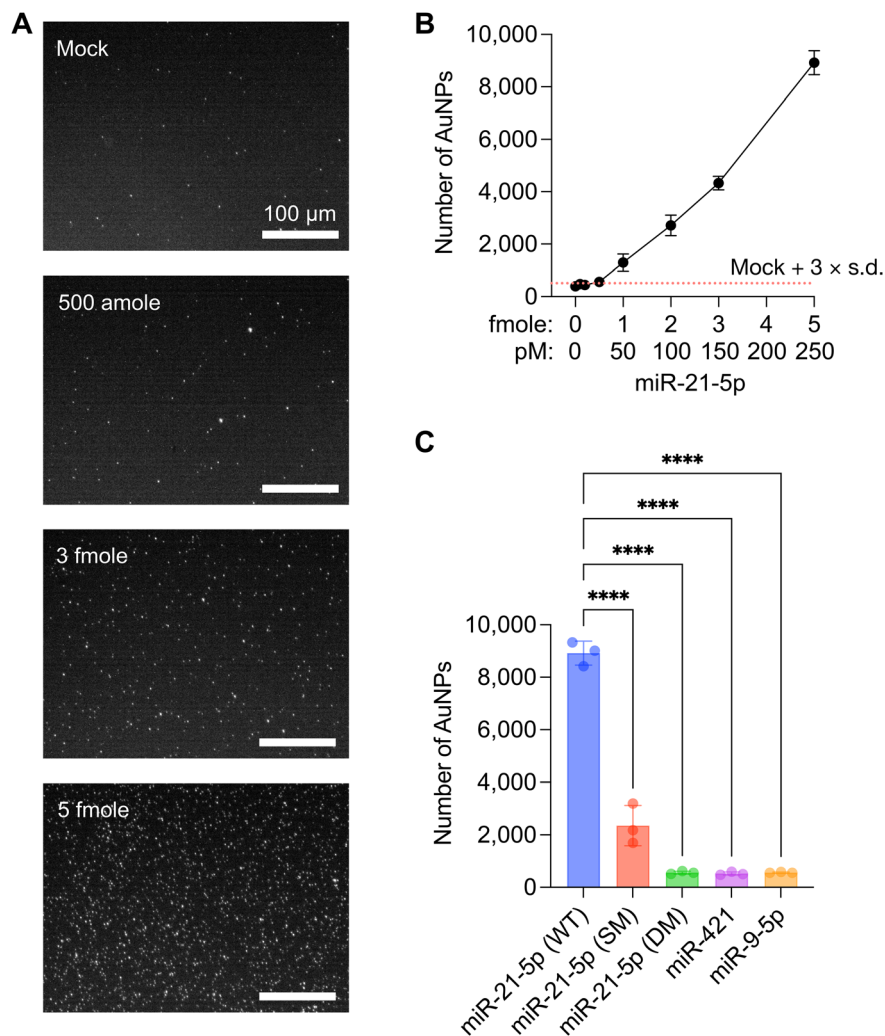 A
Mock
100 µm
500 amole
3 fmole
5 fmole
B
10,000
8,000
6,000
4,000
2,000
0
Number of AuNPs
Mock + 3 × s.d.
fmole: 0 1 2 3 4 5
pM: 0 50 100 150 200 250
miR-21-5p
C
****
****
****
****
10,000
8,000
6,000
4,000
2,000
0
Number of AuNPs
miR-21-5p (WT)
miR-21-5p (SM)
miR-21-5p (DM)
miR-421
miR-9-5p